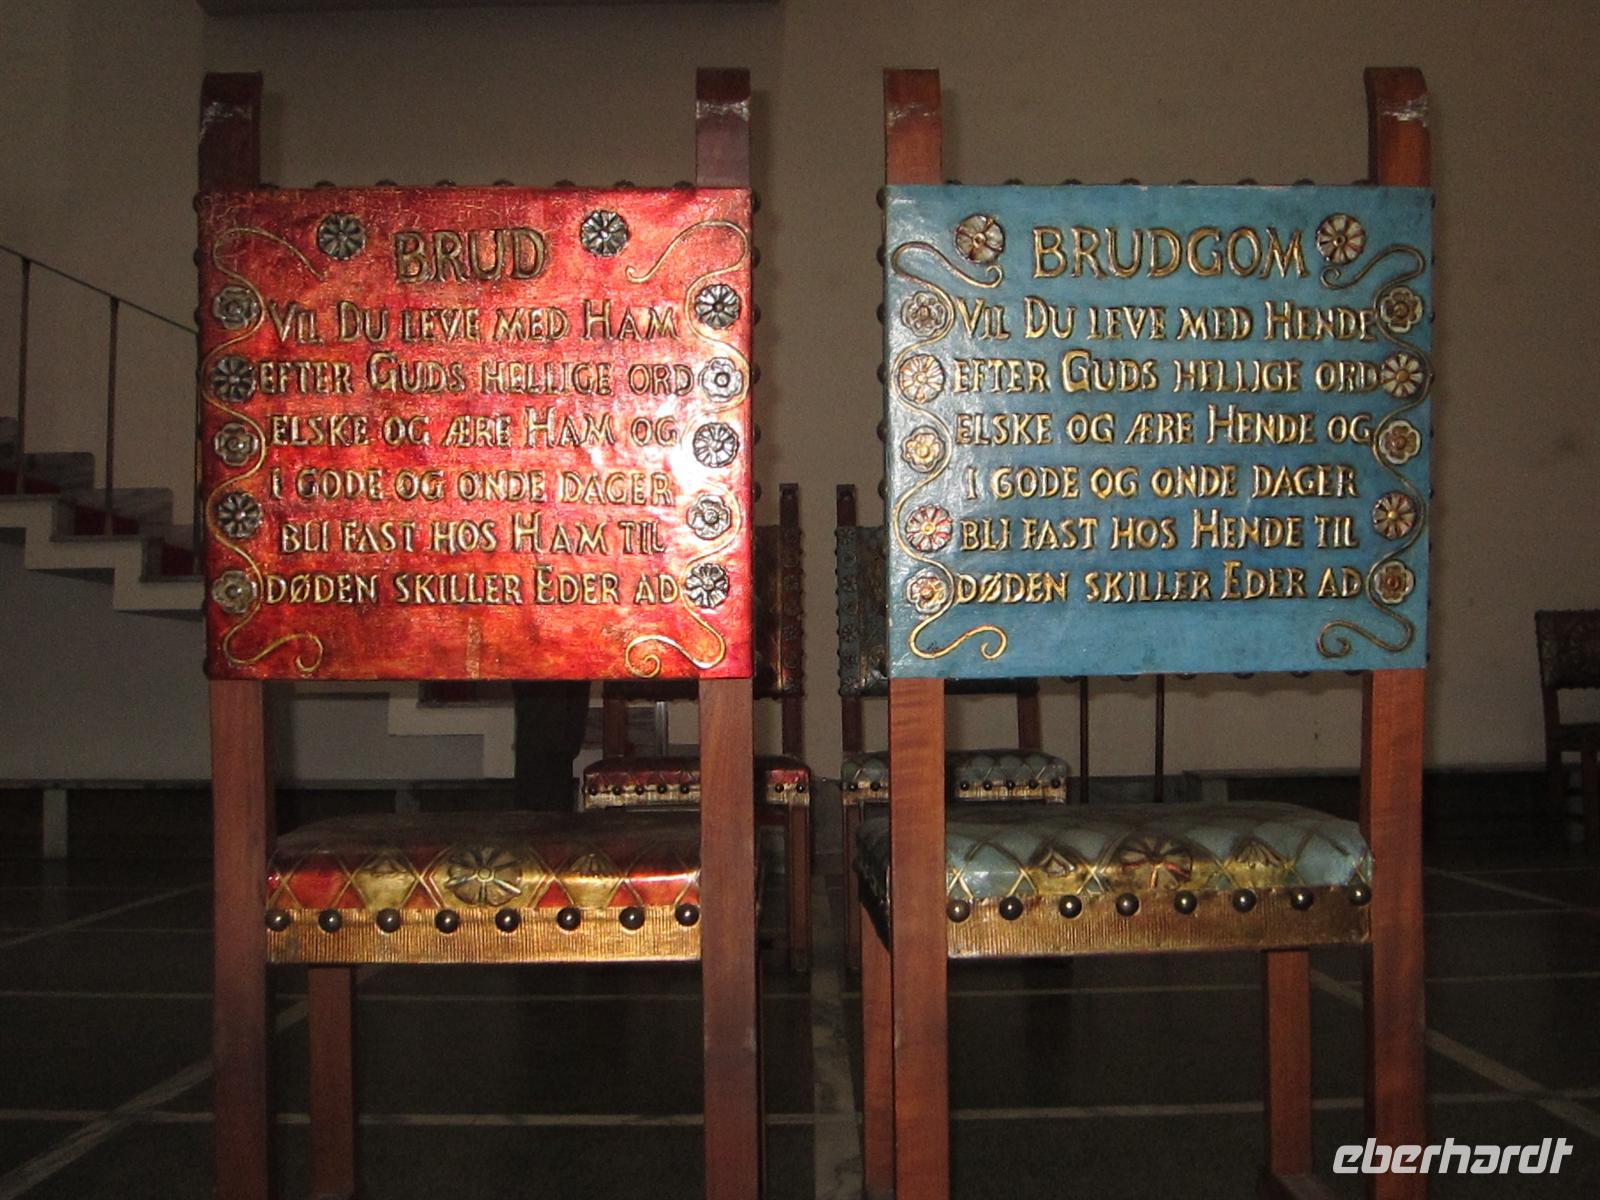 BRUD
VIL DU LEVE MED HAM
EFTER GUDS HELLIGE ORD
ELSKE OG ÆRE HAM OG
I GODE OG ONDE DAGER
BLI FAST HOS HAM TIL
DØDEN SKILLER EDER AD
BRUDGOM
VIL DU LEVE MED HENDE
EFTER GUDS HELLIGE ORD
ELSKE OG ÆRE HENDE OG
I GODE OG ONDE DAGER
BLI FAST HOS HENDE TIL
DØDEN SKILLER EDER AD
eberhardt